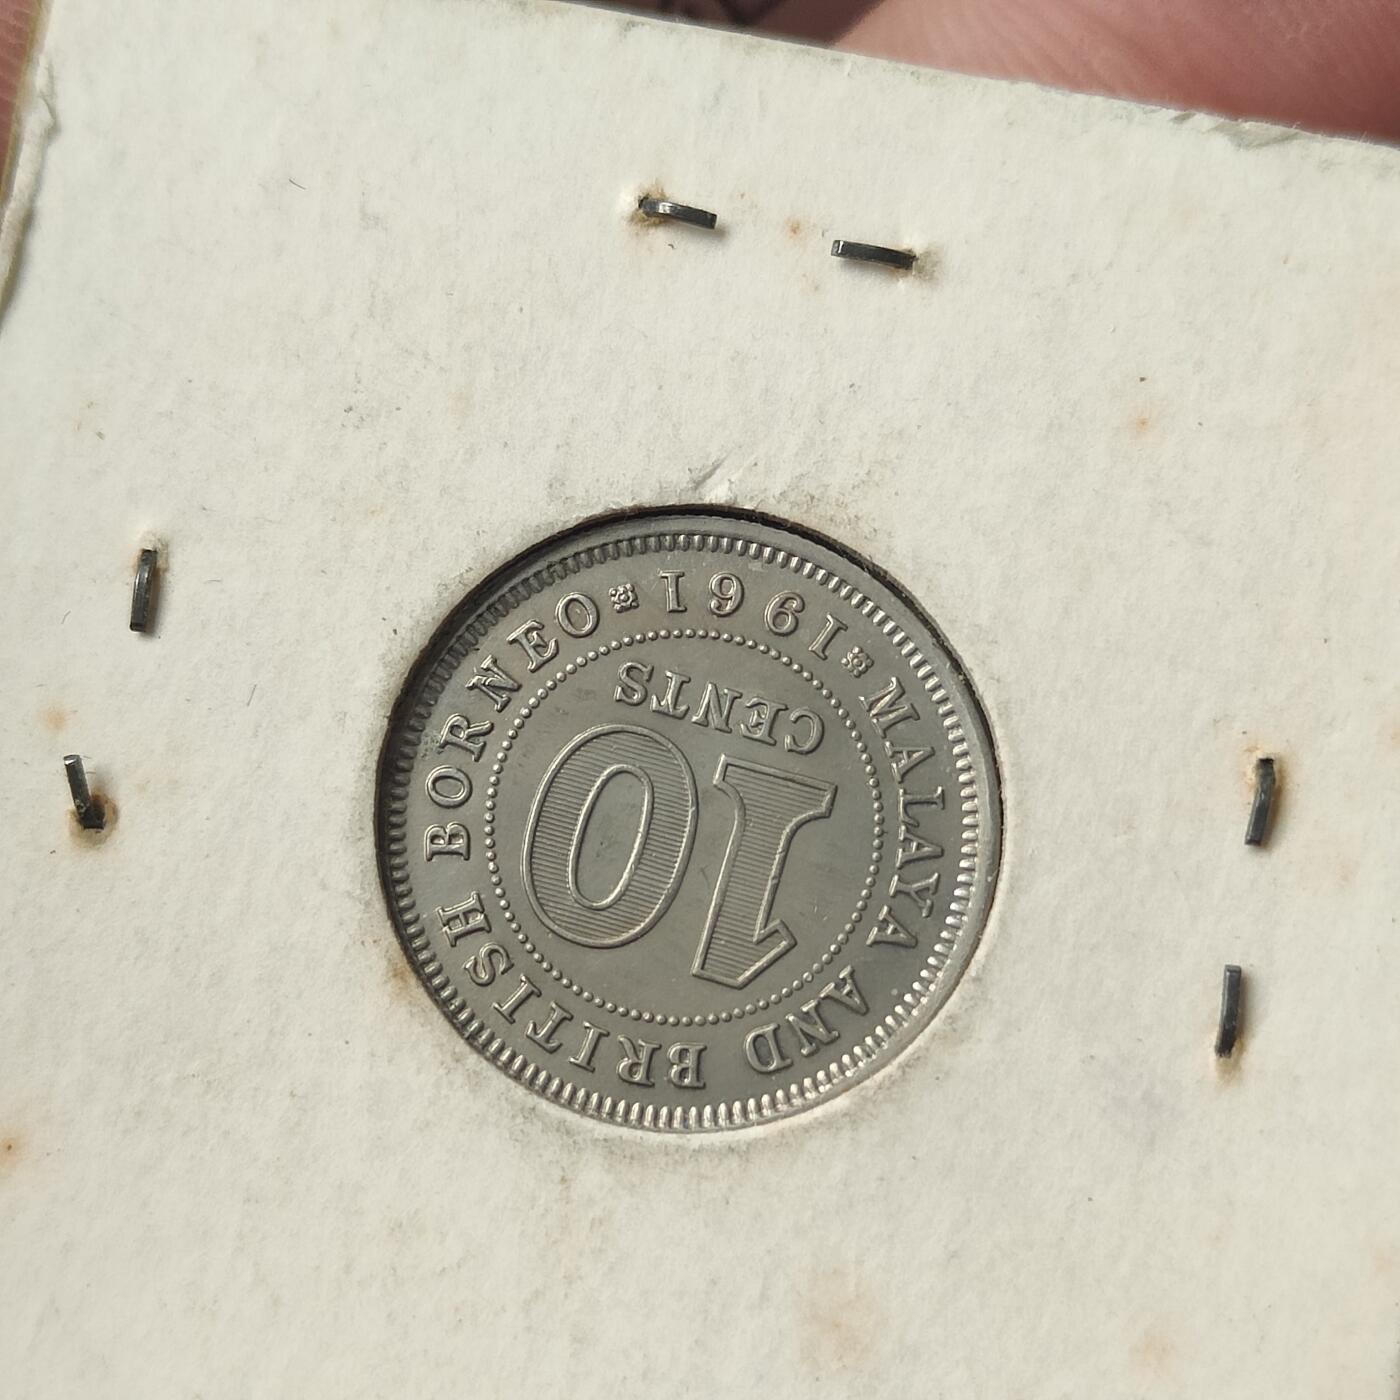 MALAYA AND BRITISH BORNEO
1961
10
CENTS